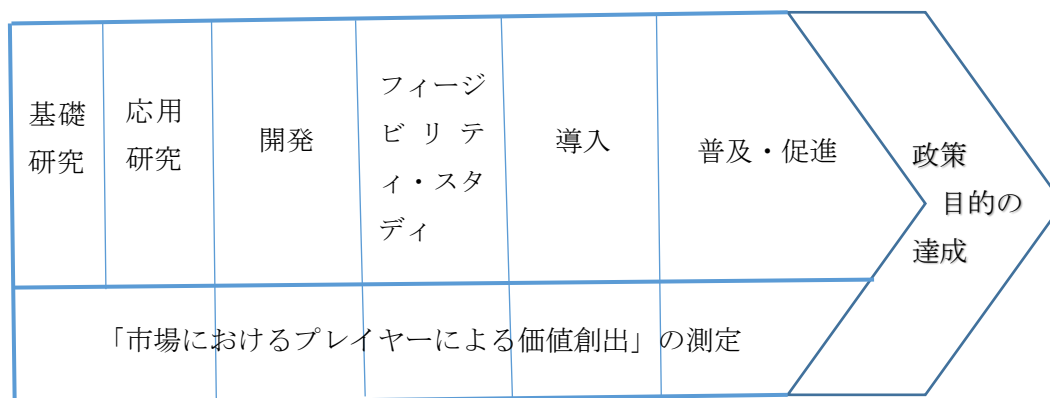 基礎
研究
応用
研究
開発
フィージ
ビリテ
ィ・スタ
ディ
導入
普及・促進
政策
目的の
達成
「市場におけるプレイヤーによる価値創出」の測定